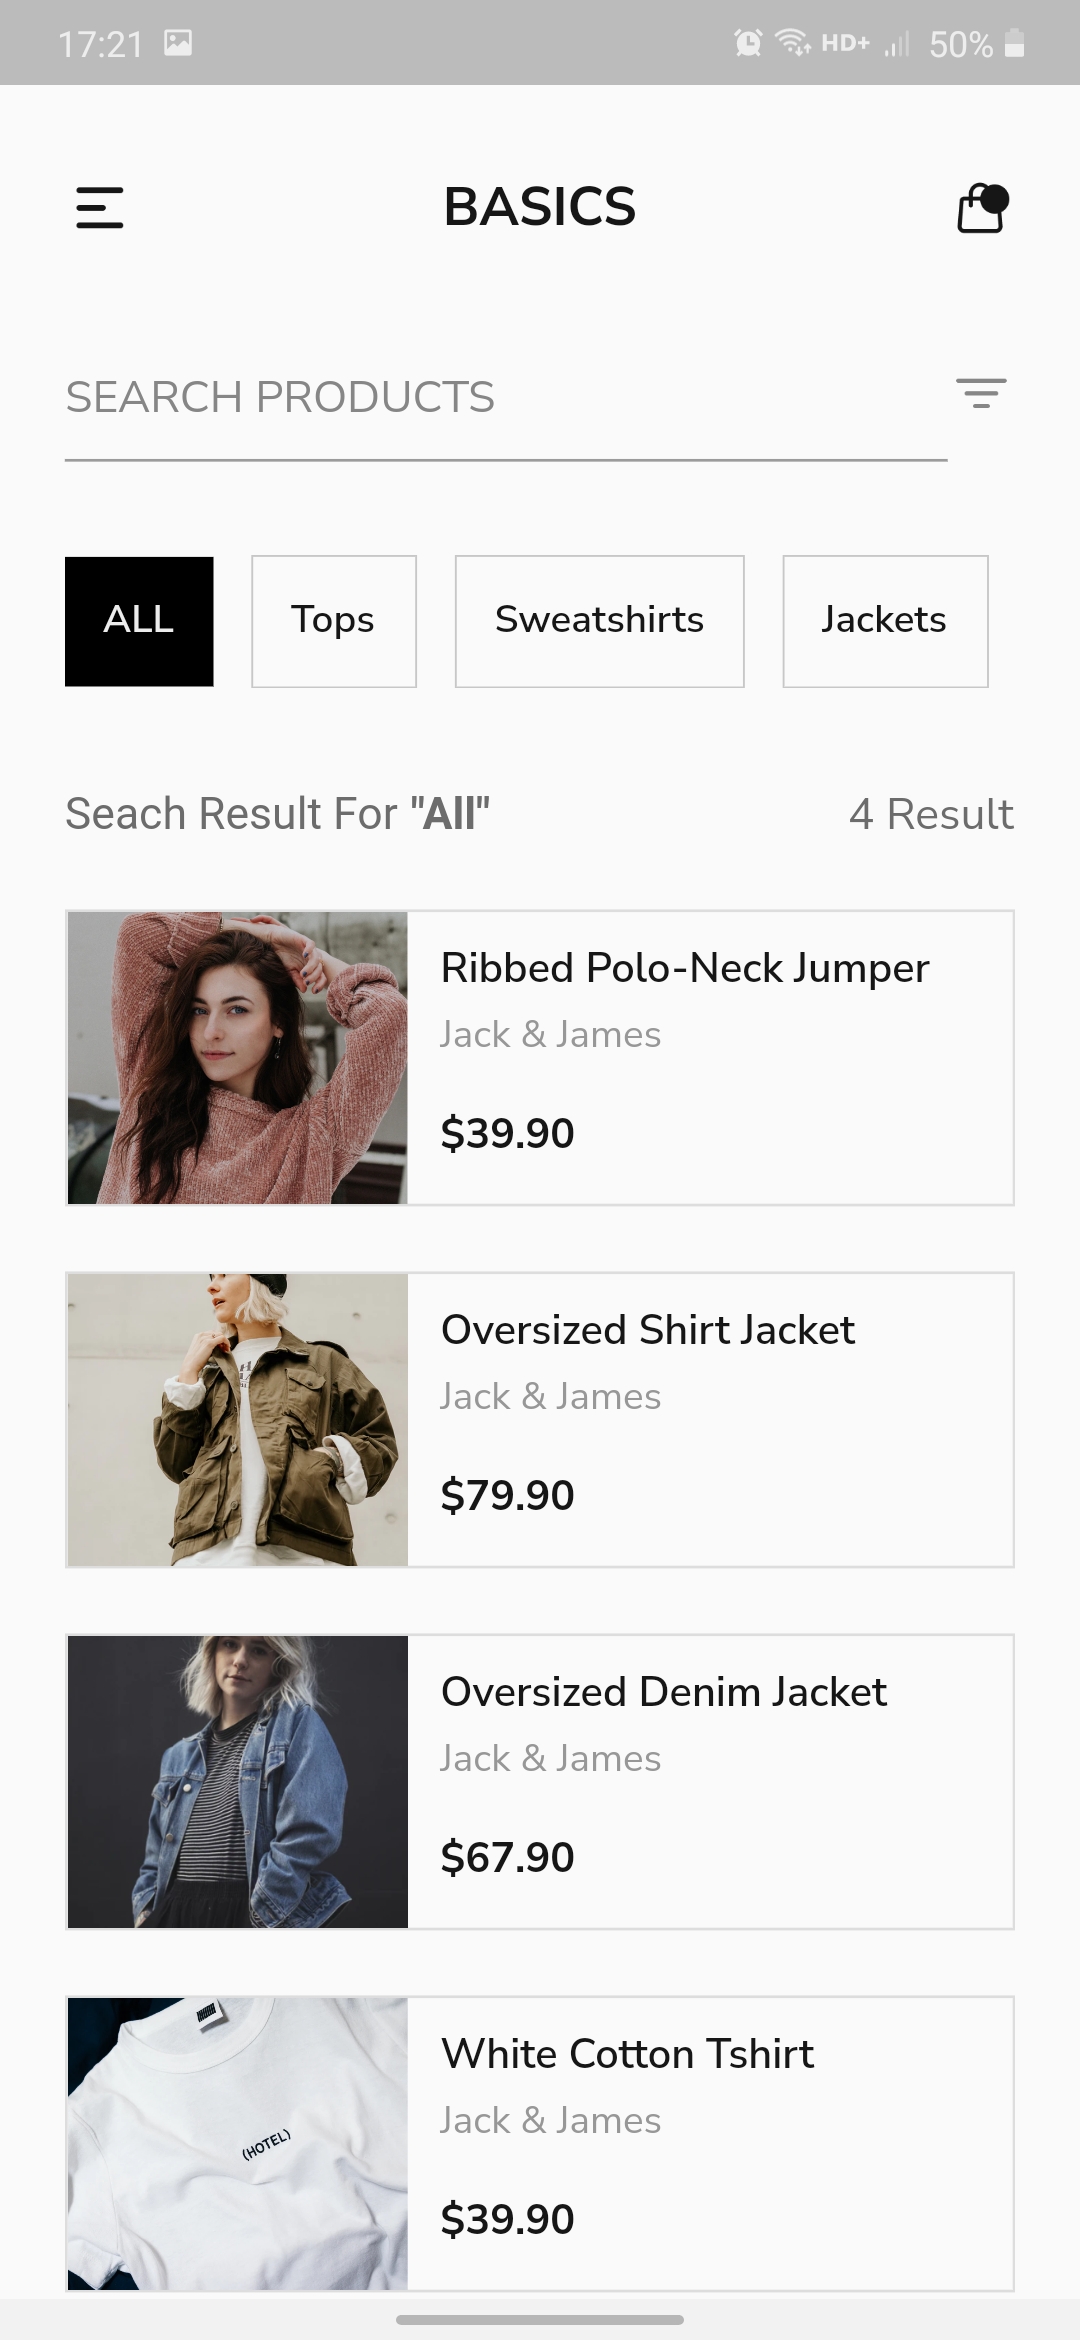 17:21 HD+ 50%
BASICS
SEARCH PRODUCTS
ALL Tops Sweatshirts Jackets
Seach Result For "All" 4 Result
Ribbed Polo-Neck Jumper
Jack & James
$39.90
Oversized Shirt Jacket
Jack & James
$79.90
Oversized Denim Jacket
Jack & James
$67.90
(HOTEL)
White Cotton Tshirt
Jack & James
$39.90